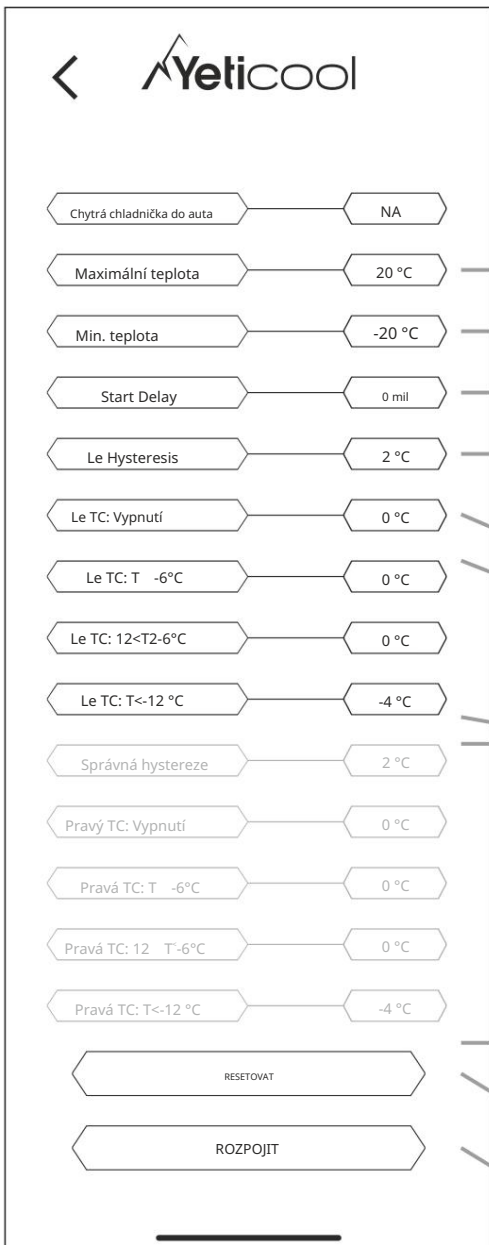 Yeticool
Chytrá chladnička do auta NA
Maximální teplota 20 °C
Min. teplota -20 °C
Start Delay 0 mil
Le Hysteresis 2 °C
Le TC: Vypnutí 0 °C
Le TC: T -6°C 0 °C
Le TC: 12<T2-6°C 0 °C
Le TC: T<-12 °C -4 °C
Správná hystereze 2 °C
Pravý TC: Vypnutí 0 °C
Pravá TC: T -6°C 0 °C
Pravá TC: 12 T -6°C 0 °C
Pravá TC: T<-12 °C -4 °C
RESETOVAT
ROZPOJIT